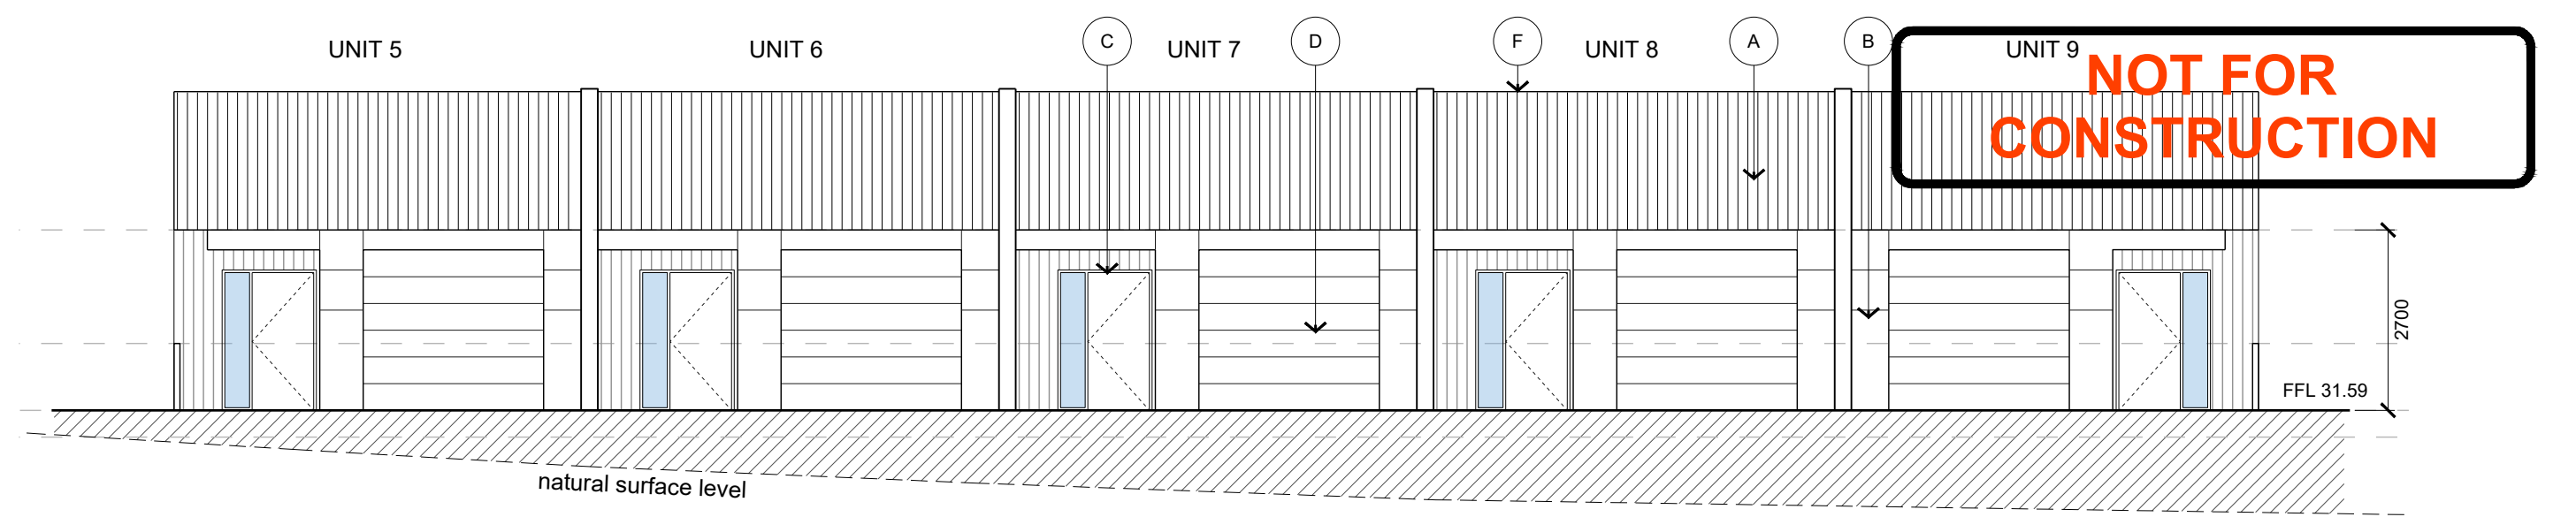 UNIT 5
UNIT 6
C
UNIT 7
D
F
UNIT 8
A
B
UNIT 9
NOT FOR
CONSTRUCTION
2700
FFL 31.59
natural surface level